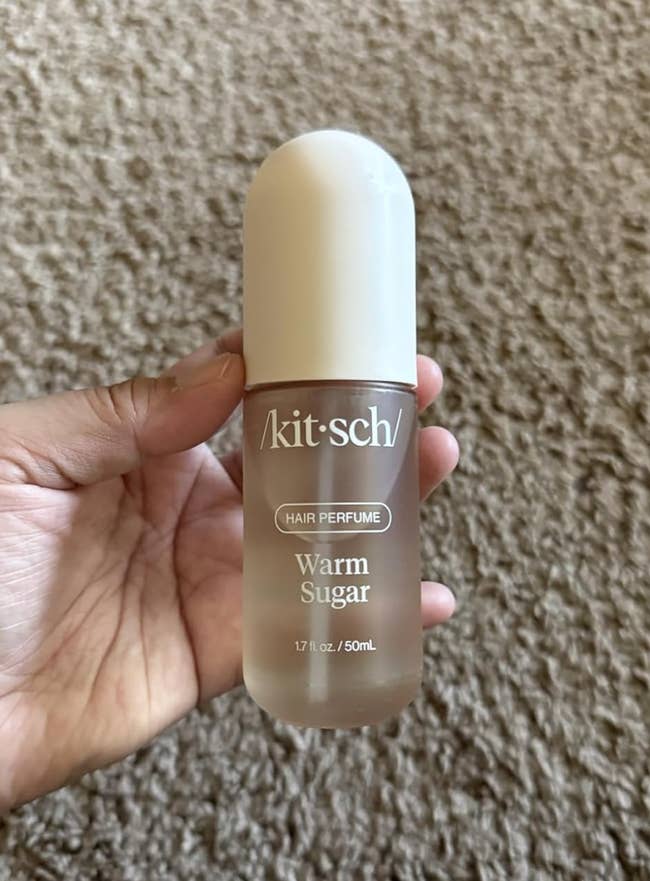 /kit·sch/
HAIR PERFUME
Warm
Sugar
1.7 fl. oz. / 50mL